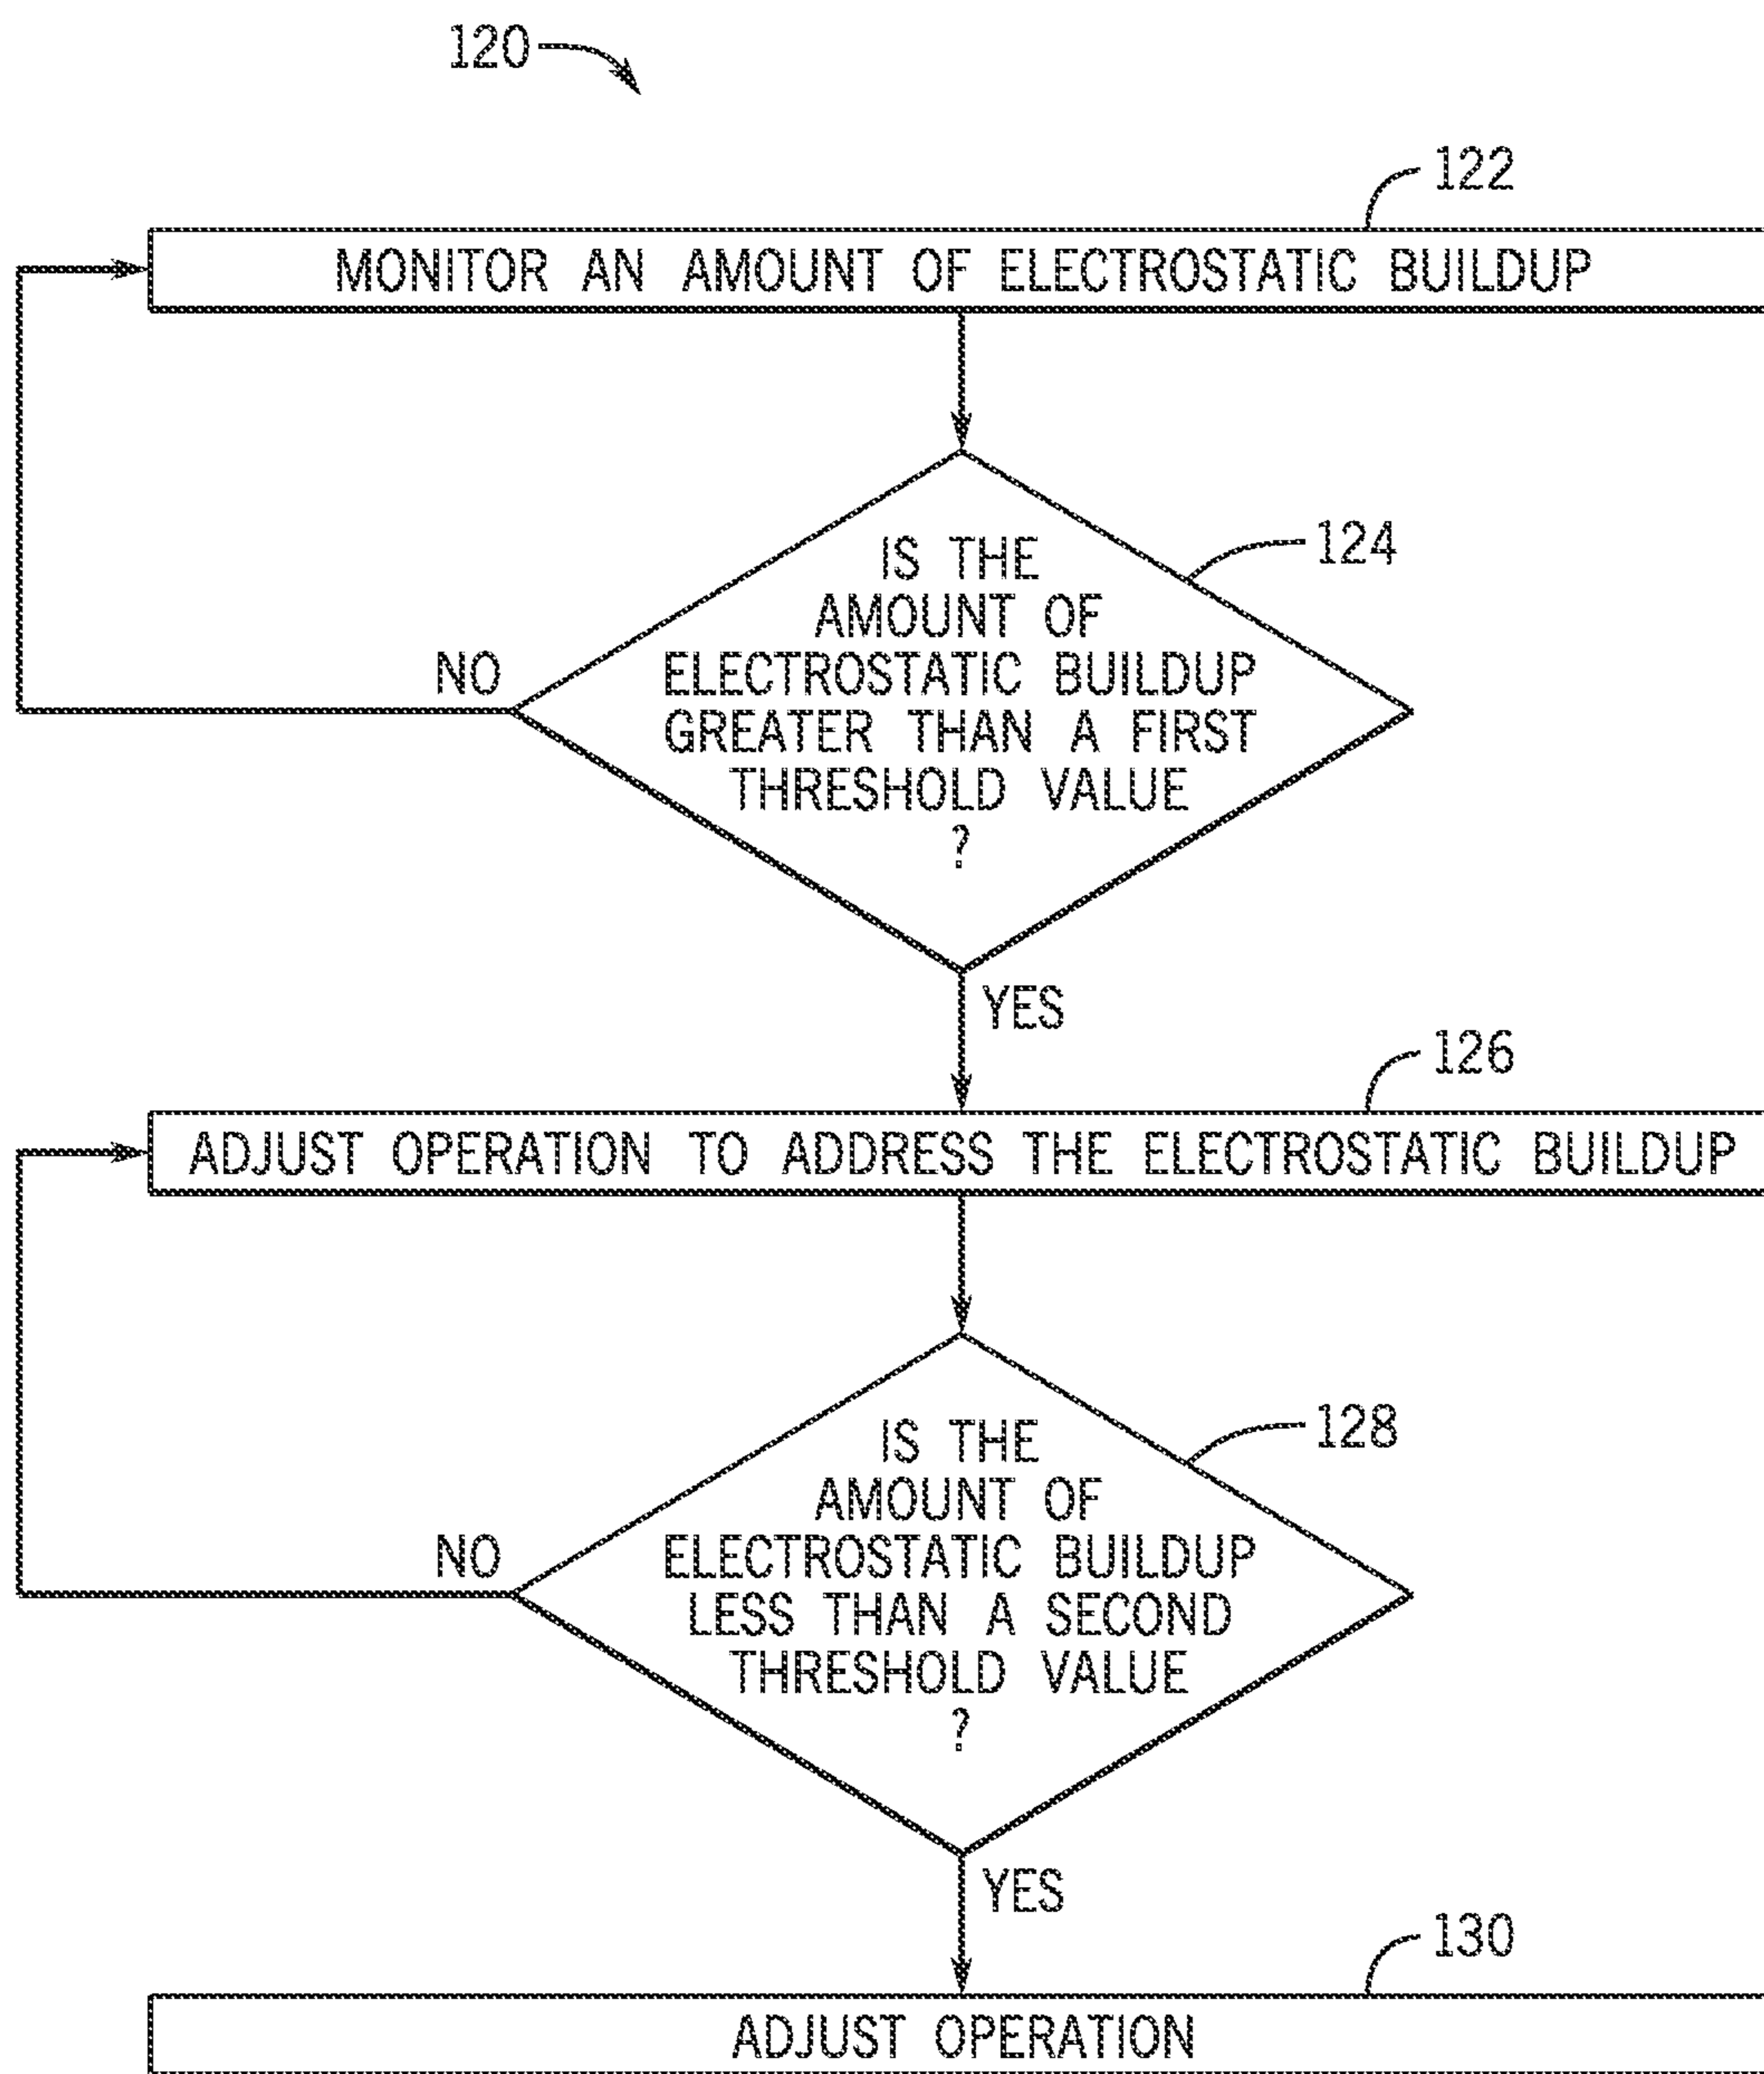 120
122
MONITOR AN AMOUNT OF ELECTROSTATIC BUILDUP
124
IS THE
AMOUNT OF
ELECTROSTATIC BUILDUP
GREATER THAN A FIRST
THRESHOLD VALUE
?
NO
YES
126
ADJUST OPERATION TO ADDRESS THE ELECTROSTATIC BUILDUP
128
IS THE
AMOUNT OF
ELECTROSTATIC BUILDUP
LESS THAN A SECOND
THRESHOLD VALUE
?
NO
YES
130
ADJUST OPERATION